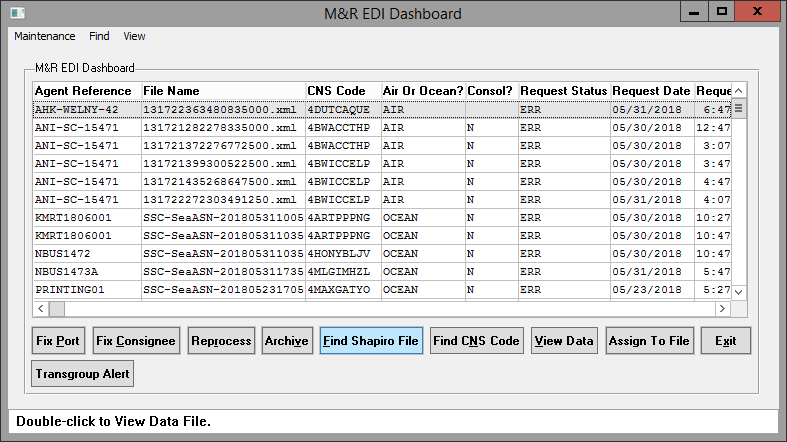 M&R EDI Dashboard
Maintenance Find View
M&R EDI Dashboard
Agent Reference File Name CNS Code Air Or Ocean? Consol? Request Status Request Date Reque
AHK-WELNY-42 131722363480835000.xml 4DUTCAQUE AIR ERR 05/31/2018 6:47
ANI-SC-15471 131721282278335000.xml 4BWACCTHP AIR N ERR 05/30/2018 12:47
ANI-SC-15471 131721372276772500.xml 4BWACCTHP AIR N ERR 05/30/2018 3:07
ANI-SC-15471 131721399300522500.xml 4BWICCELP AIR N ERR 05/30/2018 3:47
ANI-SC-15471 131721435268647500.xml 4BWICCELP AIR N ERR 05/30/2018 4:47
ANI-SC-15471 131722272303491250.xml 4BWICCELP AIR N ERR 05/31/2018 4:07
KMRT1806001 SSC-SeaASN-201805311005 4ARTPPPNG OCEAN N ERR 05/30/2018 10:27
KMRT1806001 SSC-SeaASN-201805311035 4ARTPPPNG OCEAN N ERR 05/30/2018 10:47
NBUS1472 SSC-SeaASN-201805311035 4HONYBLJV OCEAN N ERR 05/30/2018 10:47
NBUS1473A SSC-SeaASN-201805311735 4MLGIMHZL OCEAN N ERR 05/31/2018 5:47
PRINTING01 SSC-SeaASN-201805231705 4MAXGATYO OCEAN N ERR 05/23/2018 5:27
Fix Port Fix Consignee Reprocess Archive Find Shapiro File Find CNS Code View Data Assign To File Exit
Transgroup Alert
Double-click to View Data File.